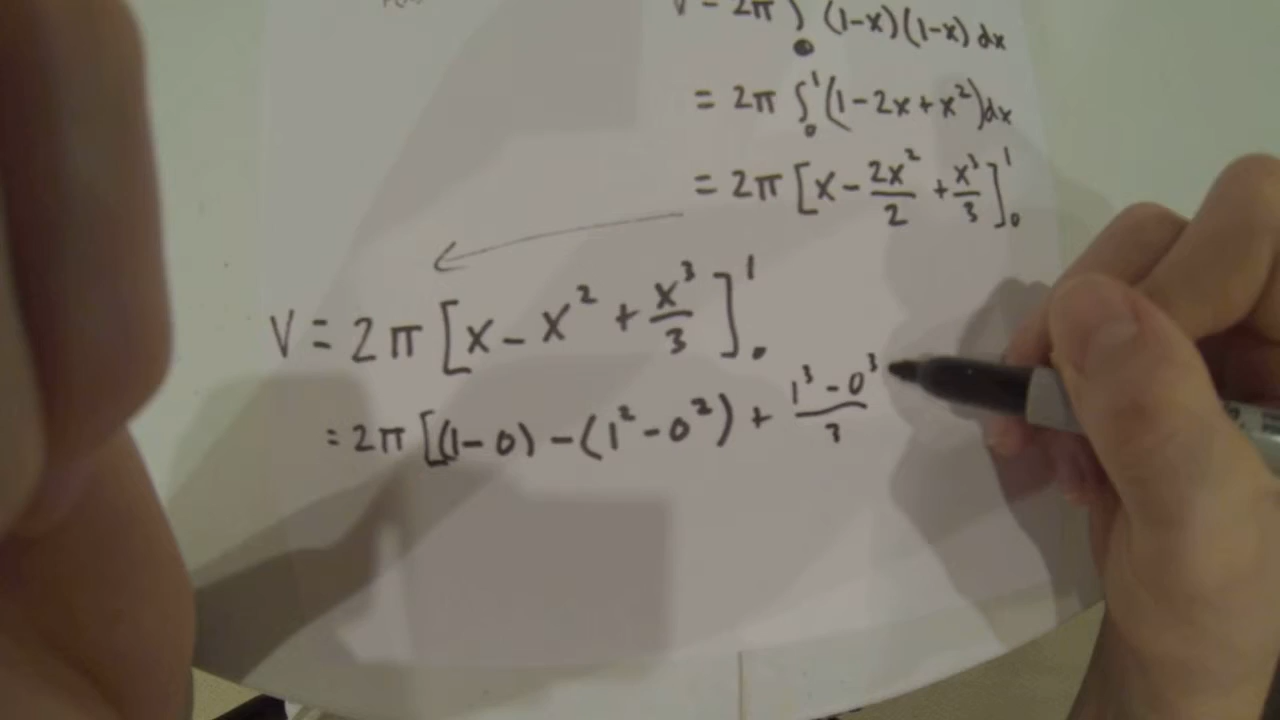 V = 2π ∫ (1-x)(1-x) dx
= 2π ∫₀¹ (1-2x+x²)dx
= 2π [x - 2x²/2 + x³/3]₀¹
V = 2π [x - x² + x³/3]₀¹
= 2π [(1-0) - (1²-0²) + 1³-0³/3